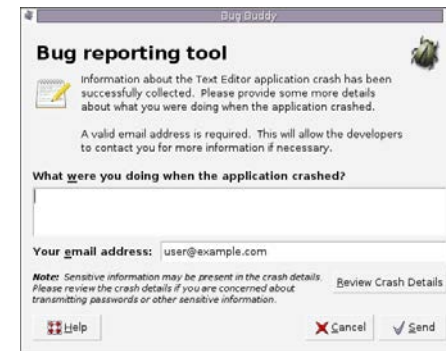 Bug Buddy
Bug reporting tool
Information about the Text Editor application crash has been
successfully collected. Please provide some more details
about what you were doing when the application crashed.
A valid email address is required. This will allow the developers
to contact you for more information if necessary.
What were you doing when the application crashed?
Your email address: user@example.com
Note: Sensitive information may be present in the crash details.
Please review the crash details if you are concerned about
transmitting passwords or other sensitive information.
Review Crash Details
Help
Cancel
Send